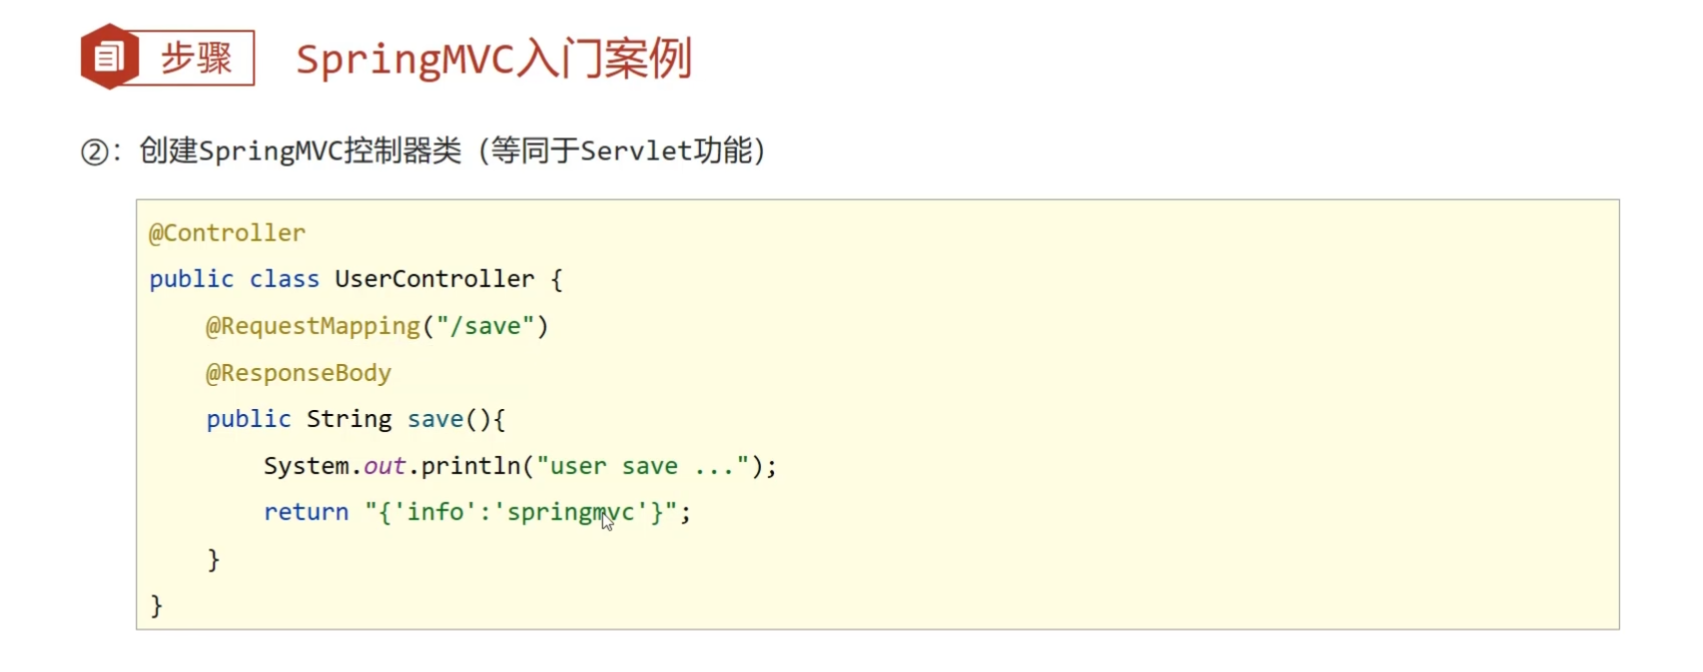 步骤 SpringMVC入门案例
②：创建SpringMVC控制器类（等同于Servlet功能）
@Controller
public class UserController {
    @RequestMapping("/save")
    @ResponseBody
    public String save(){
        System.out.println("user save ...");
        return "{'info':'springmvc'}";
    }
}